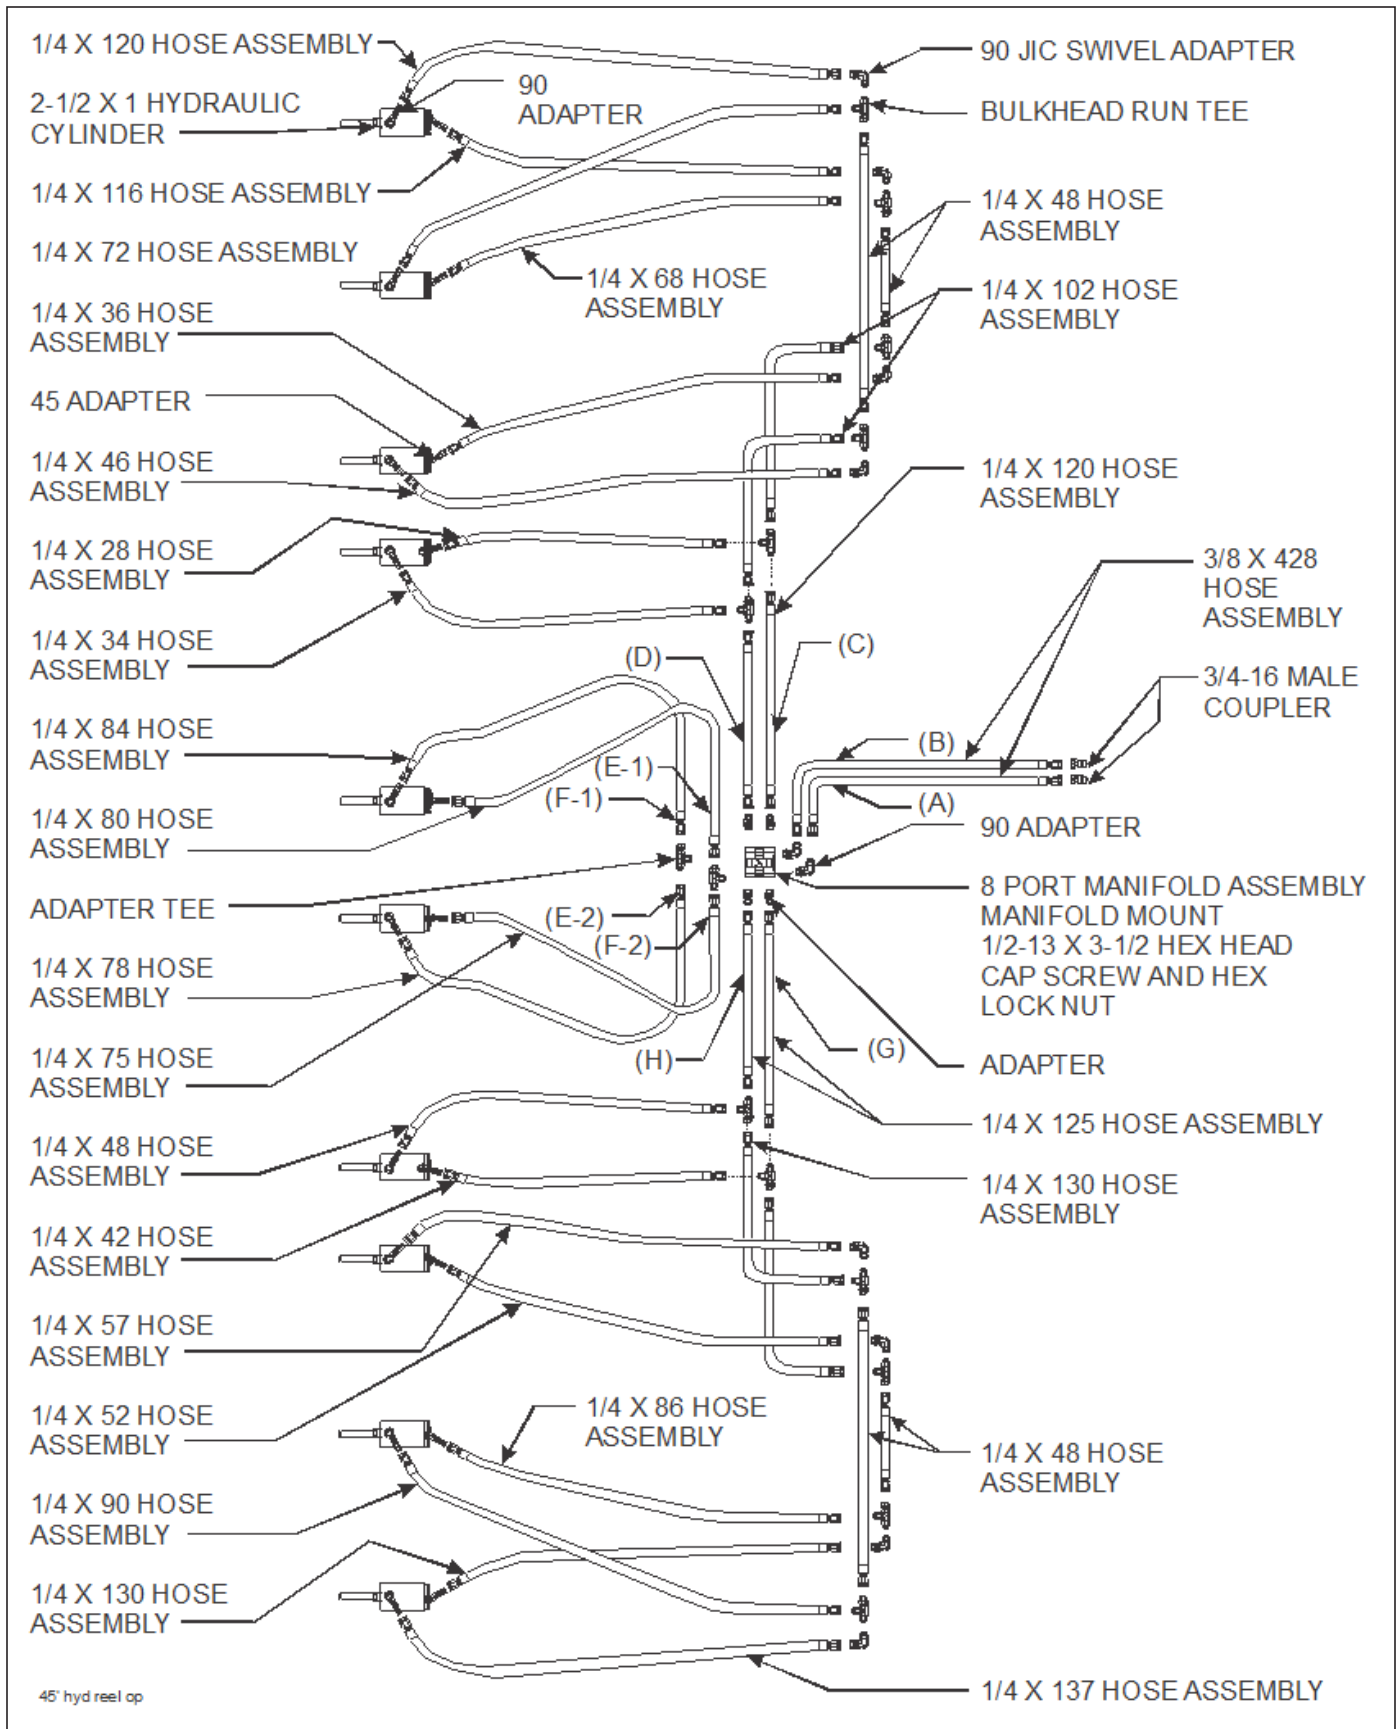 1/4 X 120 HOSE ASSEMBLY
2-1/2 X 1 HYDRAULIC
CYLINDER
90
ADAPTER
1/4 X 116 HOSE ASSEMBLY
1/4 X 72 HOSE ASSEMBLY
1/4 X 68 HOSE
ASSEMBLY
1/4 X 36 HOSE
ASSEMBLY
45 ADAPTER
1/4 X 46 HOSE
ASSEMBLY
1/4 X 28 HOSE
ASSEMBLY
1/4 X 34 HOSE
ASSEMBLY
1/4 X 84 HOSE
ASSEMBLY
1/4 X 80 HOSE
ASSEMBLY
ADAPTER TEE
1/4 X 78 HOSE
ASSEMBLY
1/4 X 75 HOSE
ASSEMBLY
1/4 X 48 HOSE
ASSEMBLY
1/4 X 42 HOSE
ASSEMBLY
1/4 X 57 HOSE
ASSEMBLY
1/4 X 52 HOSE
ASSEMBLY
1/4 X 86 HOSE
ASSEMBLY
1/4 X 90 HOSE
ASSEMBLY
1/4 X 130 HOSE
ASSEMBLY
45' hyd reel op
(D)
(C)
(E-1)
(F-1)
(B)
(A)
(E-2)
(F-2)
(H)
(G)
90 JIC SWIVEL ADAPTER
BULKHEAD RUN TEE
1/4 X 48 HOSE
ASSEMBLY
1/4 X 102 HOSE
ASSEMBLY
1/4 X 120 HOSE
ASSEMBLY
3/8 X 428
HOSE
ASSEMBLY
3/4-16 MALE
COUPLER
90 ADAPTER
8 PORT MANIFOLD ASSEMBLY
MANIFOLD MOUNT
1/2-13 X 3-1/2 HEX HEAD
CAP SCREW AND HEX
LOCK NUT
ADAPTER
1/4 X 125 HOSE ASSEMBLY
1/4 X 130 HOSE
ASSEMBLY
1/4 X 48 HOSE
ASSEMBLY
1/4 X 137 HOSE ASSEMBLY